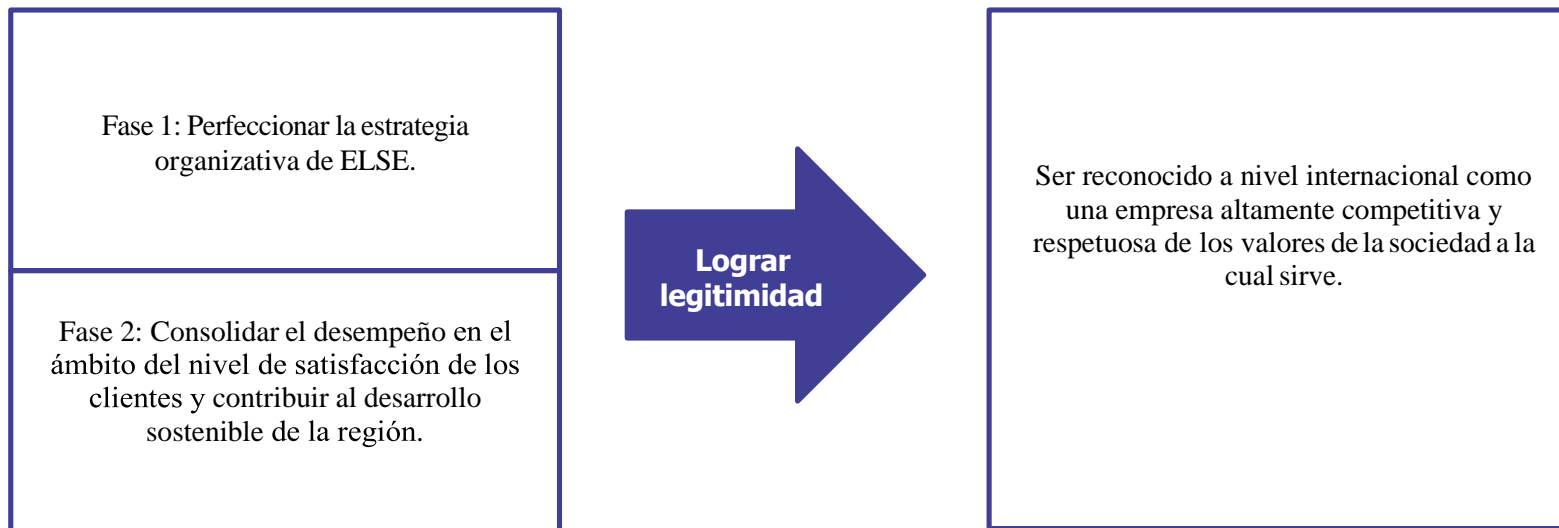 Fase 1: Perfeccionar la estrategia
organizativa de ELSE.
Fase 2: Consolidar el desempeño en el
ámbito del nivel de satisfacción de los
clientes y contribuir al desarrollo
sostenible de la región.
Lograr
legitimidad
Ser reconocido a nivel internacional como
una empresa altamente competitiva y
respetuosa de los valores de la sociedad a la
cual sirve.